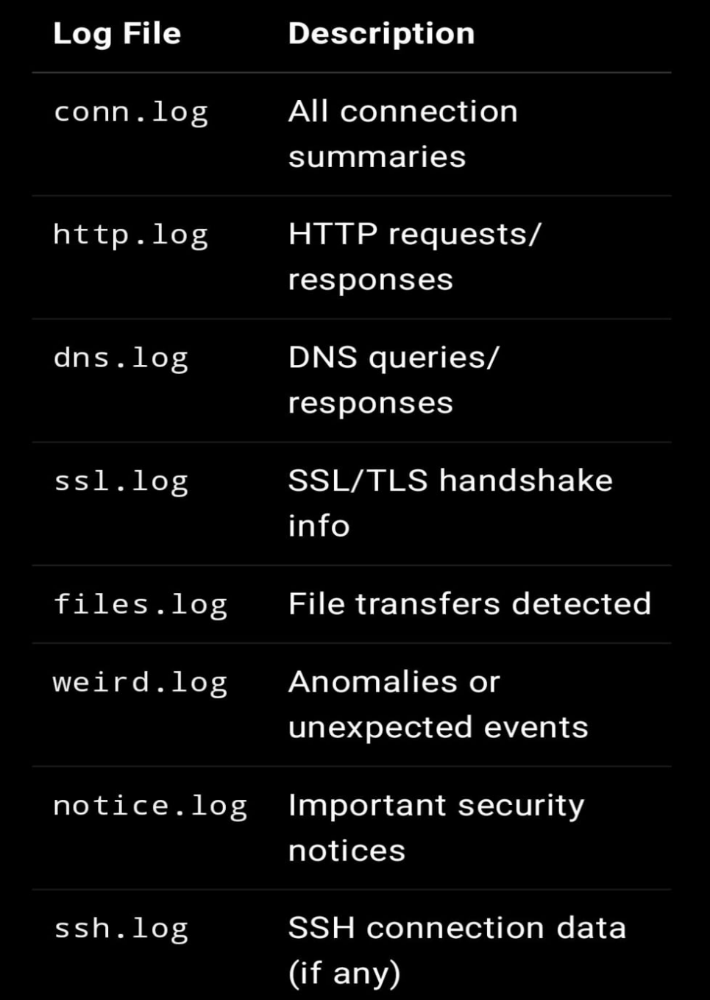 Log File Description
conn.log All connection
summaries
http.log HTTP requests/
responses
dns.log DNS queries/
responses
ssl.log SSL/TLS handshake
info
files.log File transfers detected
weird.log Anomalies or
unexpected events
notice.log Important security
notices
ssh.log SSH connection data
(if any)